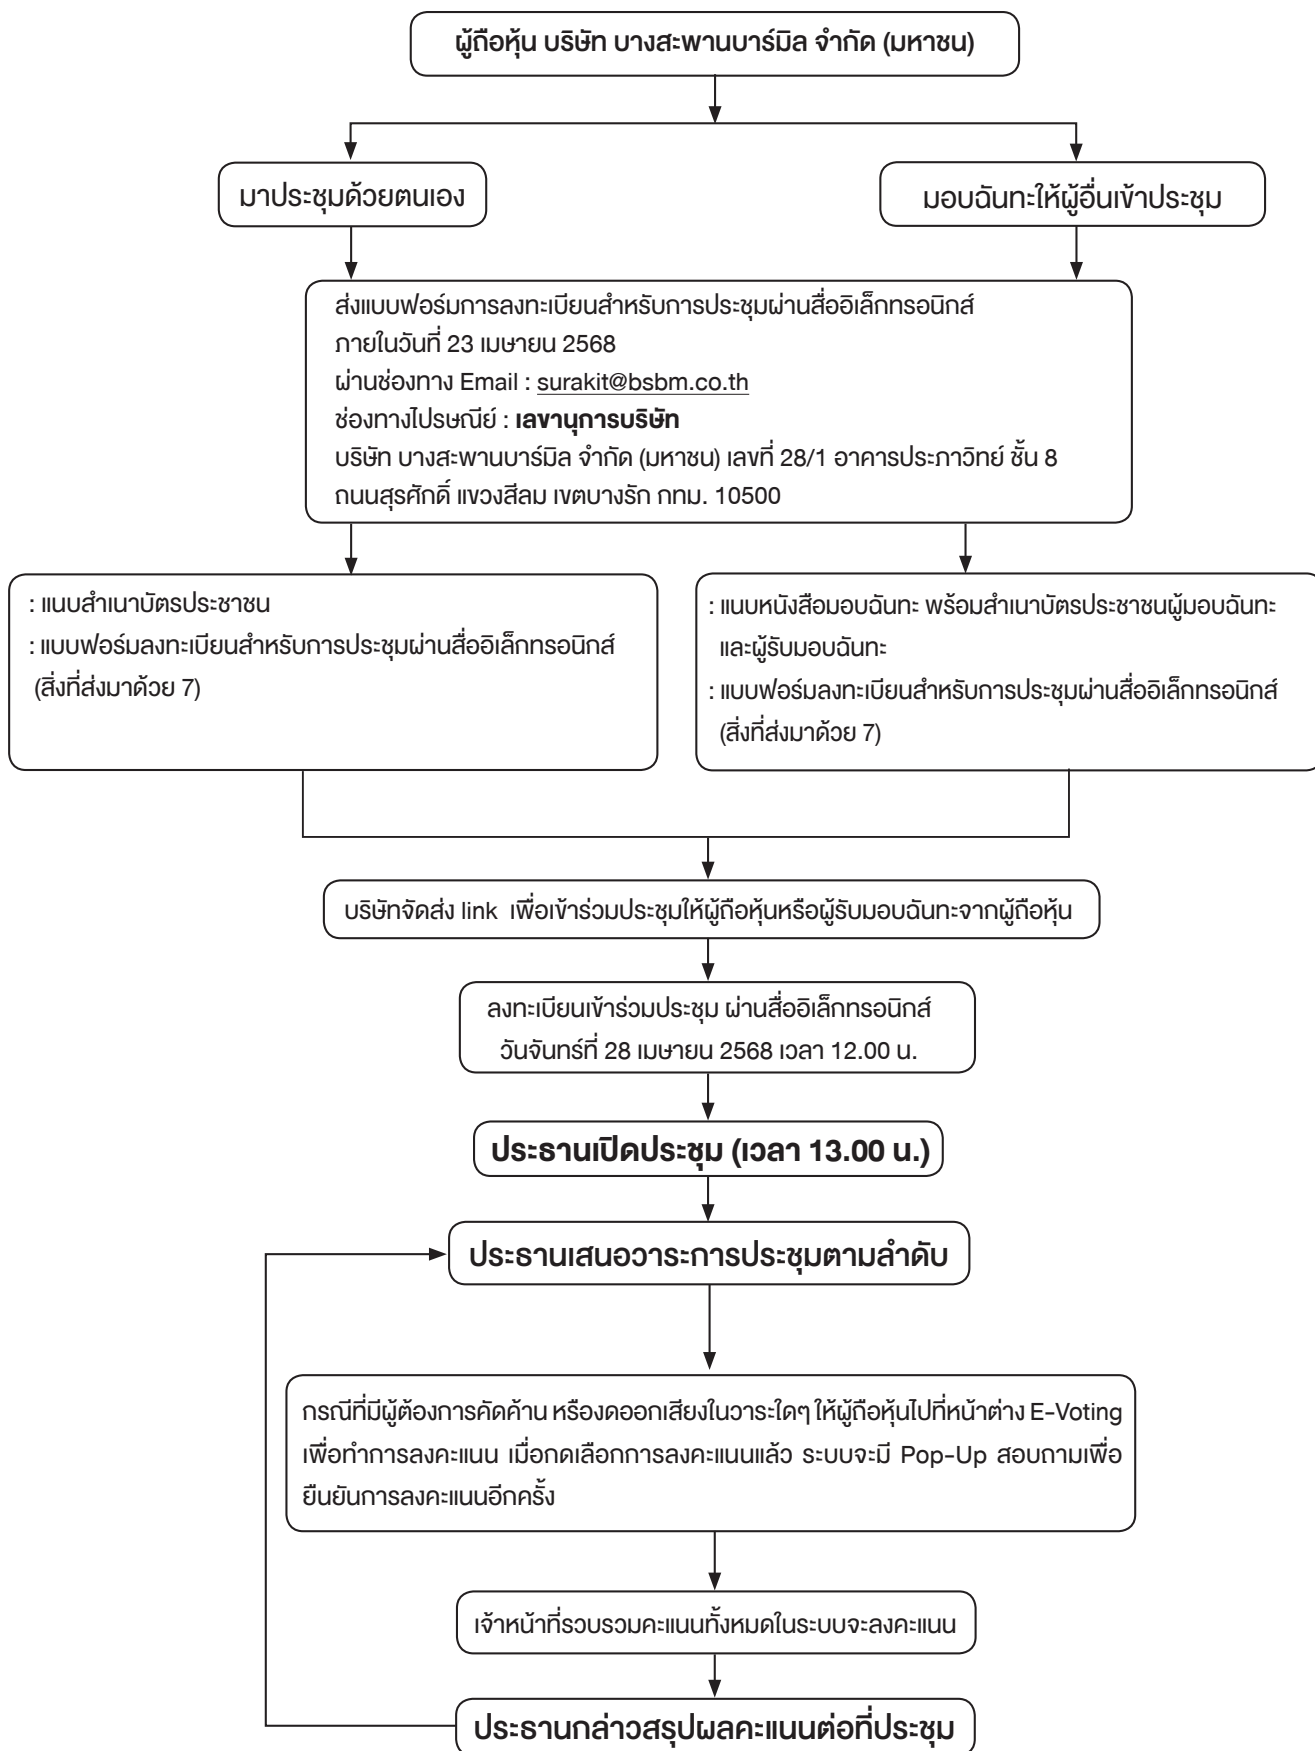 ผู้ถือหุ้น บริษัท บางสะพานบาร์มิล จำกัด (มหาชน)
มาประชุมด้วยตนเอง
มอบฉันทะให้ผู้อื่นเข้าประชุม
ส่งแบบฟอร์มการลงทะเบียนสำหรับการประชุมผ่านสื่ออิเล็กทรอนิกส์
ภายในวันที่ 23 เมษายน 2568
ผ่านช่องทาง Email : surakit@bsbm.co.th
ช่องทางไปรษณีย์ : เลขานุการบริษัท
บริษัท บางสะพานบาร์มิล จำกัด (มหาชน) เลขที่ 28/1 อาคารประภาวิทย์ ชั้น 8
ถนนสุรศักดิ์ แขวงสีลม เขตบางรัก กทม. 10500
: แนบสำเนาบัตรประชาชน
: แบบฟอร์มลงทะเบียนสำหรับการประชุมผ่านสื่ออิเล็กทรอนิกส์
(สิ่งที่ส่งมาด้วย 7)
: แนบหนังสือมอบฉันทะ พร้อมสำเนาบัตรประชาชนผู้มอบฉันทะ
และผู้รับมอบฉันทะ
: แบบฟอร์มลงทะเบียนสำหรับการประชุมผ่านสื่ออิเล็กทรอนิกส์
(สิ่งที่ส่งมาด้วย 7)
บริษัทจัดส่ง link เพื่อเข้าร่วมประชุมให้ผู้ถือหุ้นหรือผู้รับมอบฉันทะจากผู้ถือหุ้น
ลงทะเบียนเข้าร่วมประชุม ผ่านสื่ออิเล็กทรอนิกส์
วันจันทร์ที่ 28 เมษายน 2568 เวลา 12.00 น.
ประธานเปิดประชุม (เวลา 13.00 น.)
ประธานเสนอวาระการประชุมตามลำดับ
กรณีที่มีผู้ต้องการคัดค้าน หรืองดออกเสียงในวาระใดๆ ให้ผู้ถือหุ้นไปที่หน้าต่าง E-Voting
เพื่อทำการลงคะแนน เมื่อกดเลือกการลงคะแนนแล้ว ระบบจะมี Pop-Up สอบถามเพื่อ
ยืนยันการลงคะแนนอีกครั้ง
เจ้าหน้าที่รวบรวมคะแนนทั้งหมดในระบบจะลงคะแนน
ประธานกล่าวสรุปผลคะแนนต่อที่ประชุม